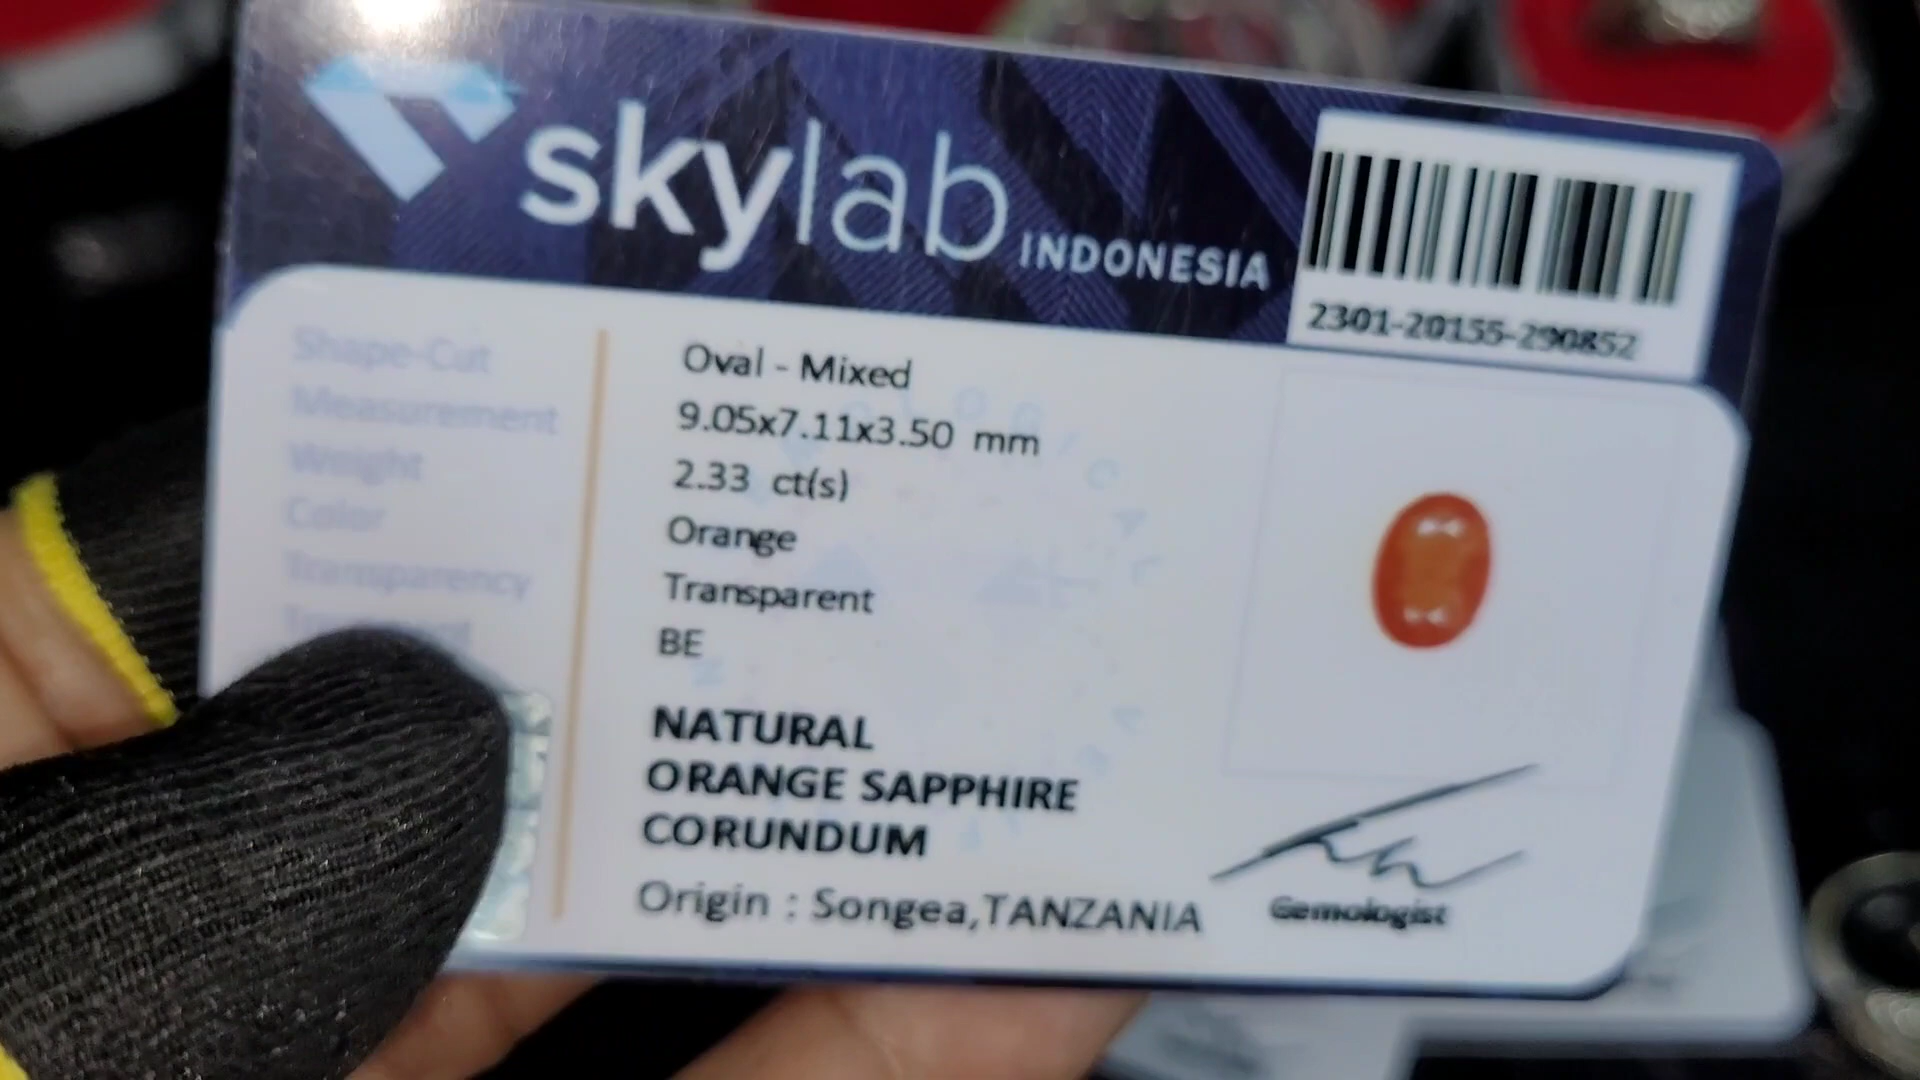 skylab INDONESIA
2301-20155-290852
Shape-Cut Oval - Mixed
Measurement 9.05x7.11x3.50 mm
Weight 2.33 ct(s)
Color Orange
Transparency Transparent
BE
NATURAL
ORANGE SAPPHIRE
CORUNDUM
Origin : Songea,TANZANIA
Gemologist